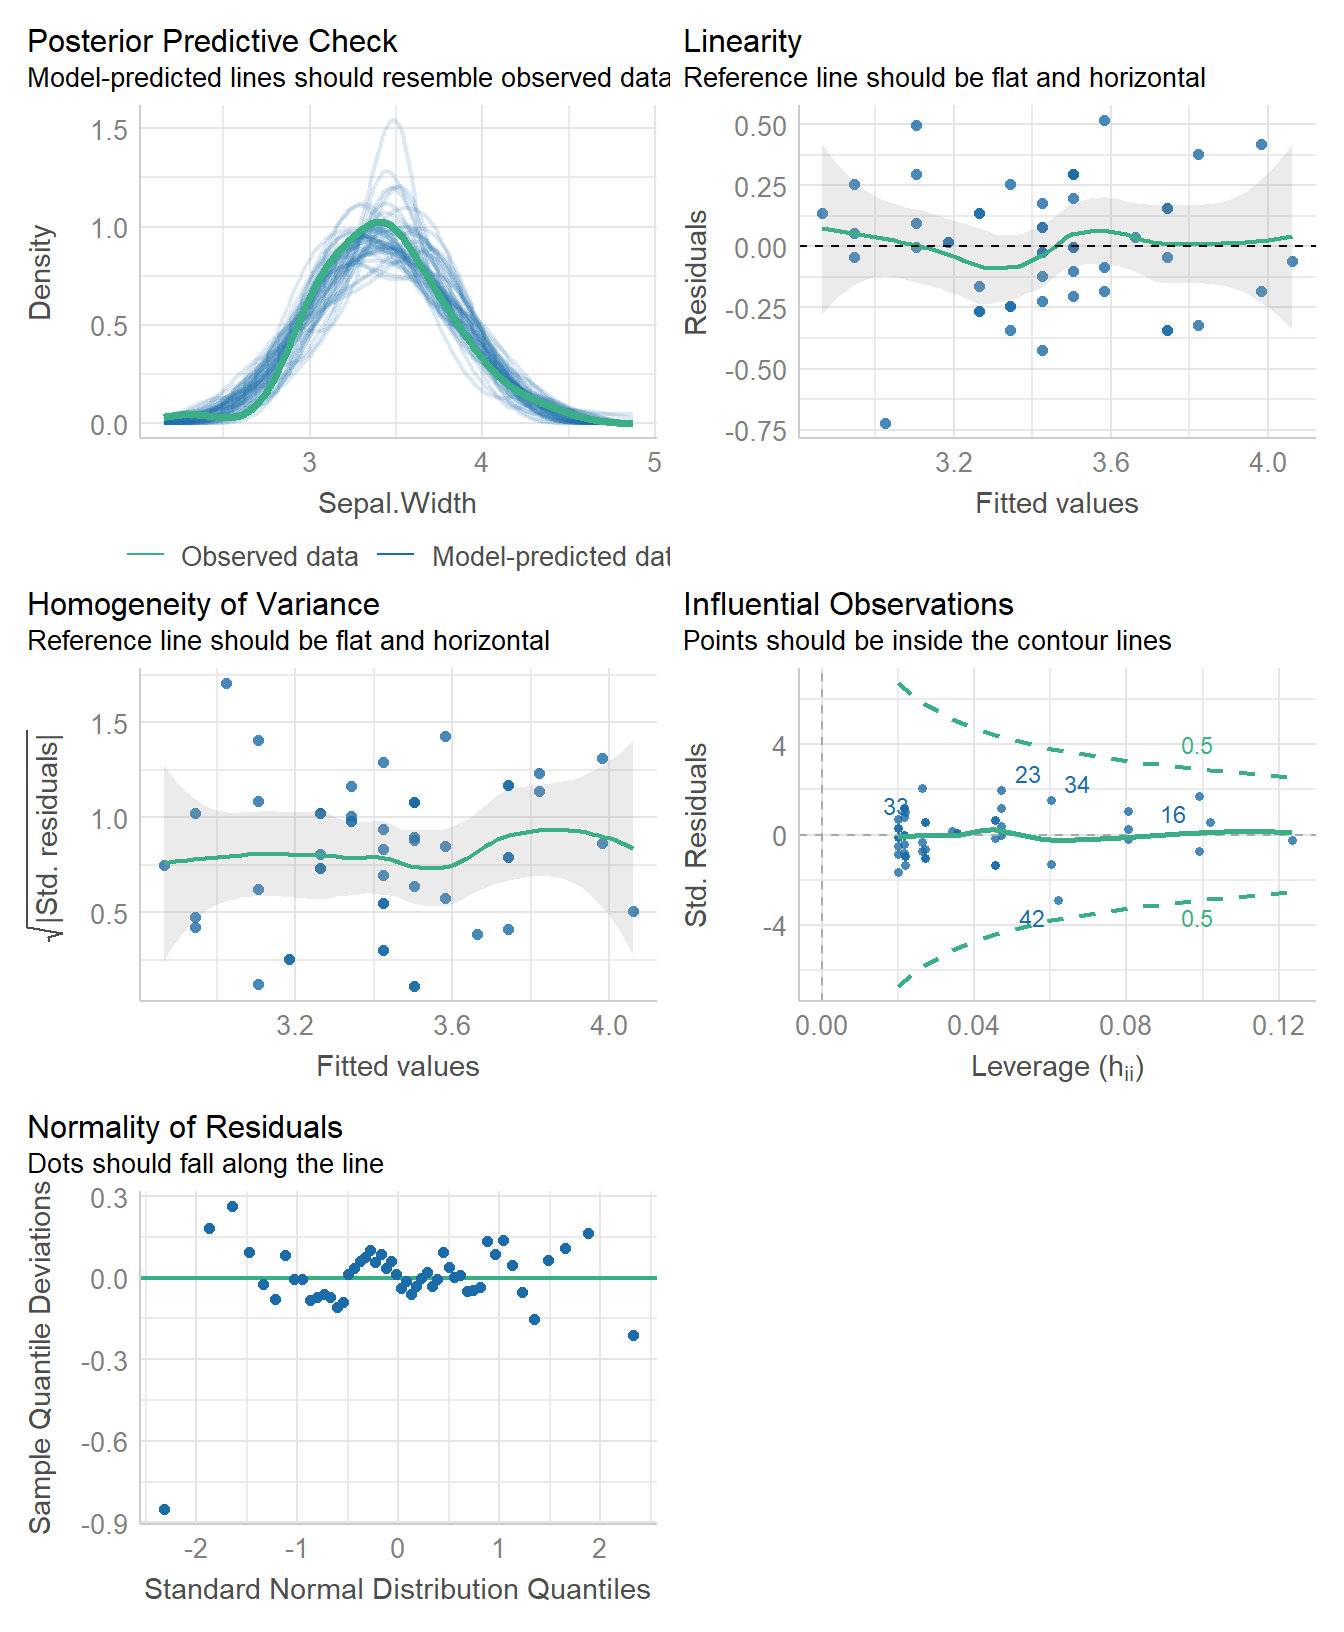 Posterior Predictive Check
Model-predicted lines should resemble observed data
Density
1.5
1.0
0.5
0.0
3
4
5
Sepal.Width
Observed data
Model-predicted dat
Linearity
Reference line should be flat and horizontal
Residuals
0.50
0.25
0.00
-0.25
-0.50
-0.75
3.2
3.6
4.0
Fitted values
Homogeneity of Variance
Reference line should be flat and horizontal
√|Std. residuals|
1.5
1.0
0.5
3.2
3.6
4.0
Fitted values
Influential Observations
Points should be inside the contour lines
Std. Residuals
4
0
-4
0.5
23
34
33
16
42
0.5
0.00
0.04
0.08
0.12
Leverage (hii)
Normality of Residuals
Dots should fall along the line
Sample Quantile Deviations
0.3
0.0
-0.3
-0.6
-0.9
-2
-1
0
1
2
Standard Normal Distribution Quantiles